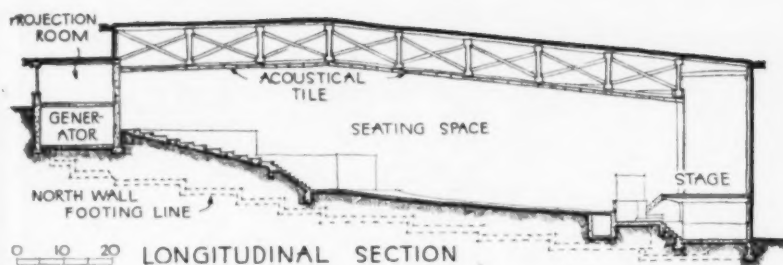 PROJECTION
ROOM
ACOUSTICAL
TILE
GENER-
ATOR
SEATING SPACE
STAGE
NORTH WALL
FOOTING LINE
0 10 20
LONGITUDINAL SECTION